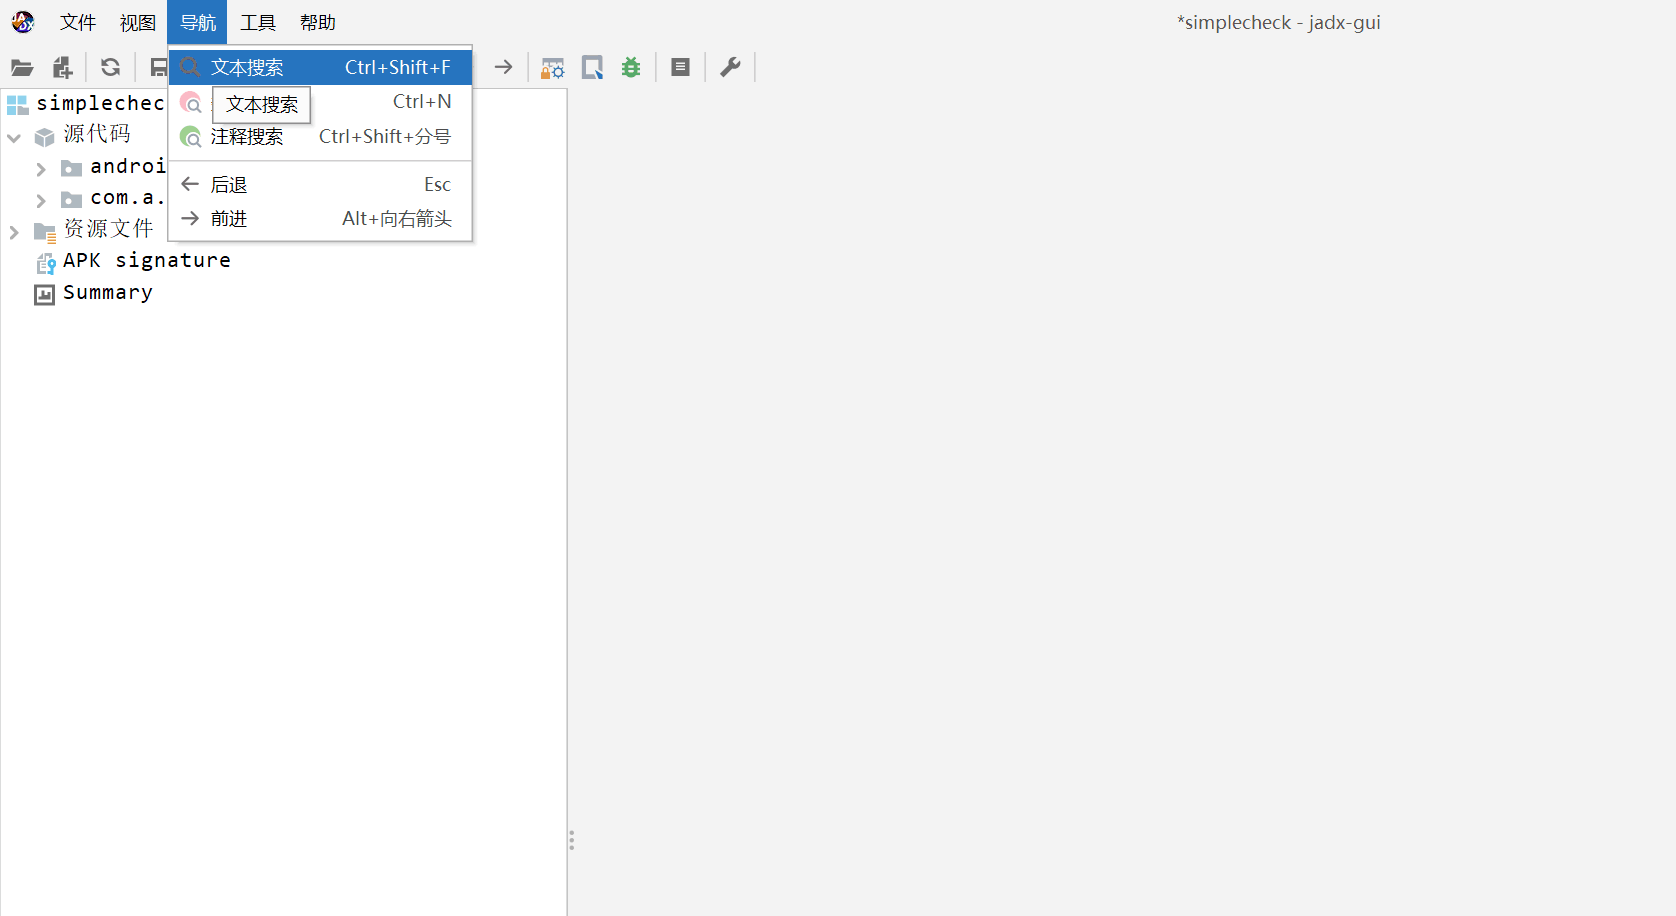 文件 视图 导航 工具 帮助
*simplecheck - jadx-gui
文本搜索 Ctrl+Shift+F
文本搜索
Ctrl+N
注释搜索 Ctrl+Shift+分号
后退 Esc
前进 Alt+向右箭头
simplechec
源代码
androi
com.a.
资源文件
APK signature
Summary